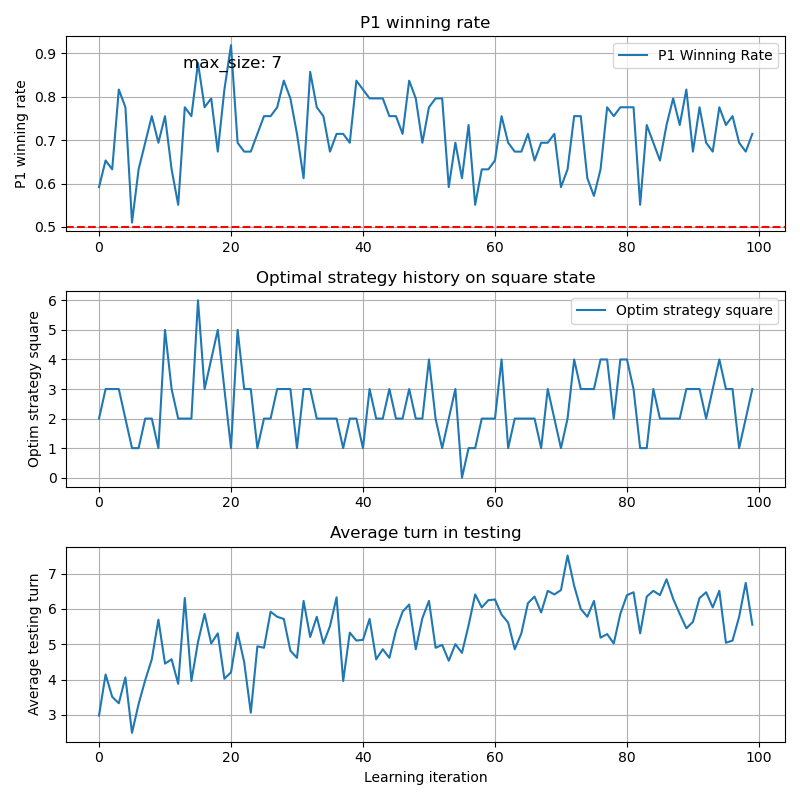 P1 winning rate
P1 winning rate
0.9
0.8
0.7
0.6
0.5
max_size: 7
P1 Winning Rate
0 20 40 60 80 100
Optimal strategy history on square state
Optim strategy square
6
5
4
3
2
1
0
Optim strategy square
0 20 40 60 80 100
Average turn in testing
Average testing turn
7
6
5
4
3
0 20 40 60 80 100
Learning iteration